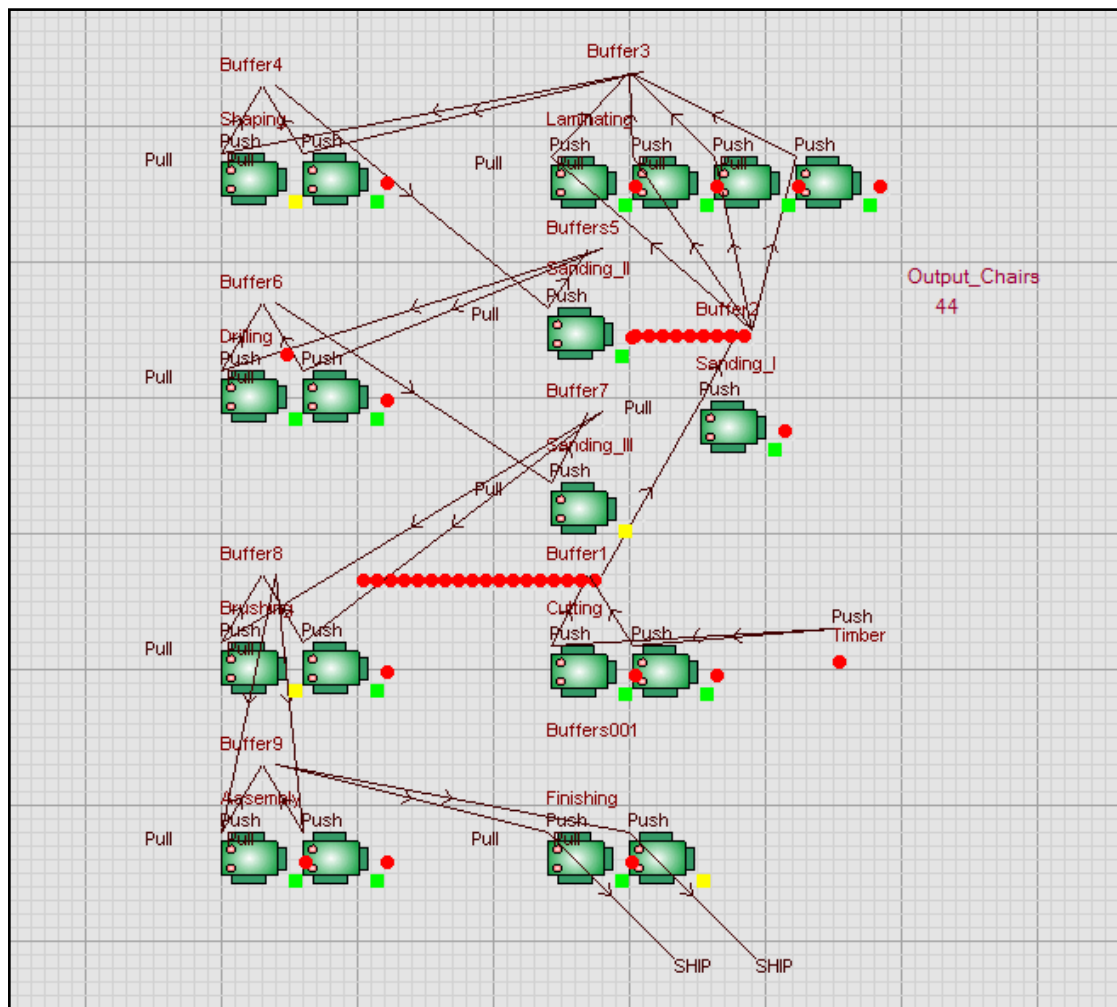 Buffer3
Buffer4
Shaping
Laminating
Push
Push
Push
Push
Push
Push
Pull
Pull
Pull
Pull
Pull
Buffers5
Sanding_II
Output_Chairs
44
Buffer6
Push
Buffer2
Pull
Drilling
Push
Push
Sanding_I
Pull
Pull
Push
Buffer7
Pull
Sanding_III
Push
Pull
Buffer8
Buffer1
Brushing
Cutting
Push
Push
Push
Push
Push
Timber
Pull
Pull
Buffers001
Buffer9
Assembly
Finishing
Push
Push
Push
Push
Pull
Pull
Pull
Pull
SHIP
SHIP